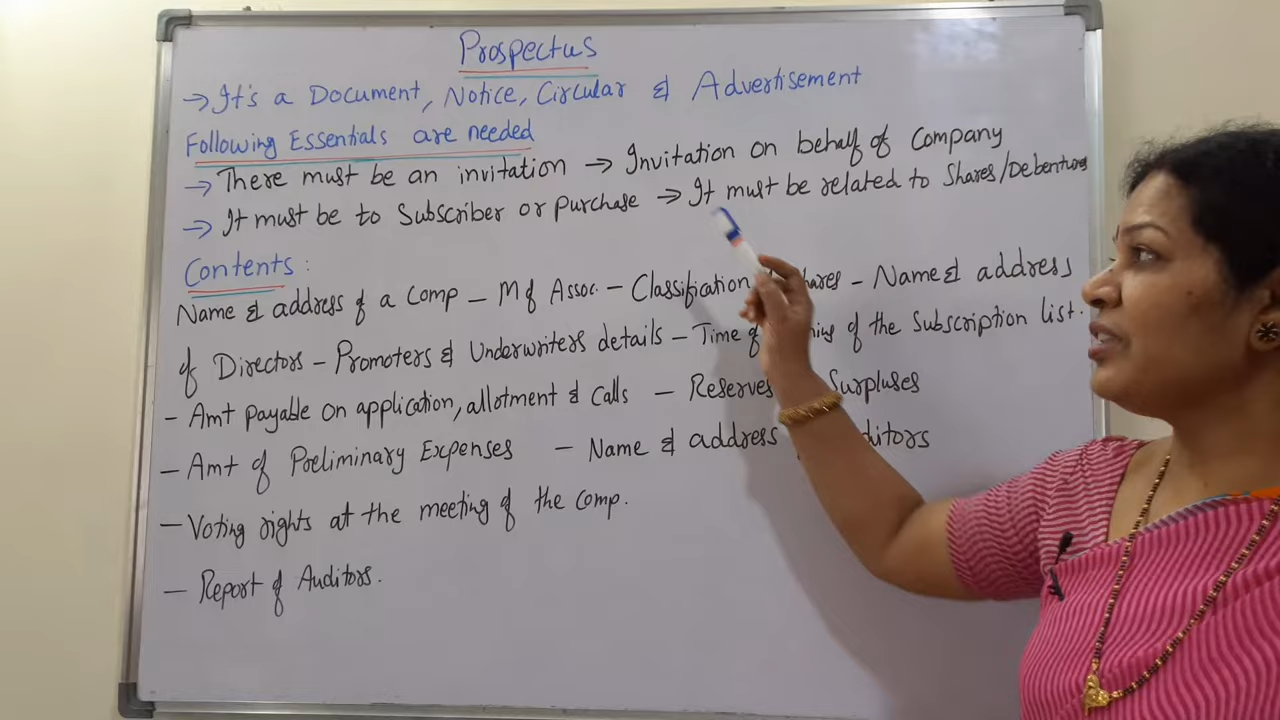 Prospectus
→ It's a Document, Notice, Circular & Advertisement
Following Essentials are needed
→ There must be an invitation → Invitation on behalf of Company
→ It must be to Subscriber or purchase → It must be related to Shares/Debentures
Contents :
Name & address of a Comp – M of Assoc. – Classification shares – Name & address
of Directors – Promoters & Underwriters details – Time of of the Subscription list.
– Amt payable on application, allotment & calls – Reserves Surpluses
– Amt of Preliminary Expenses – Name & address
– Voting rights at the meeting of the comp.
– Report of Auditors.